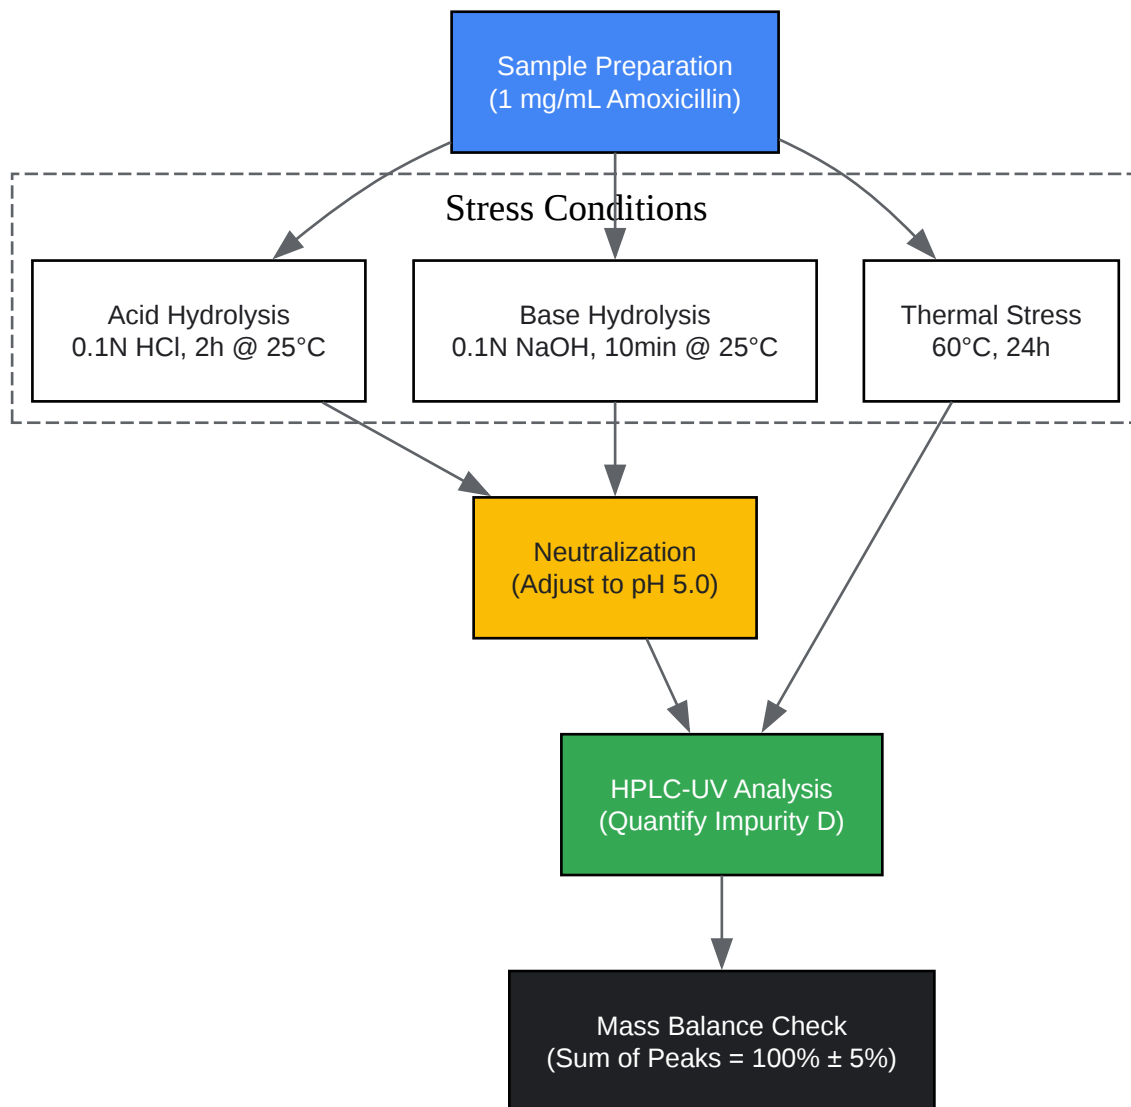 Sample Preparation
(1 mg/mL Amoxicillin)
Stress Conditions
Acid Hydrolysis
0.1N HCl, 2h @ 25°C
Base Hydrolysis
0.1N NaOH, 10min @ 25°C
Thermal Stress
60°C, 24h
Neutralization
(Adjust to pH 5.0)
HPLC-UV Analysis
(Quantify Impurity D)
Mass Balance Check
(Sum of Peaks = 100% ± 5%)